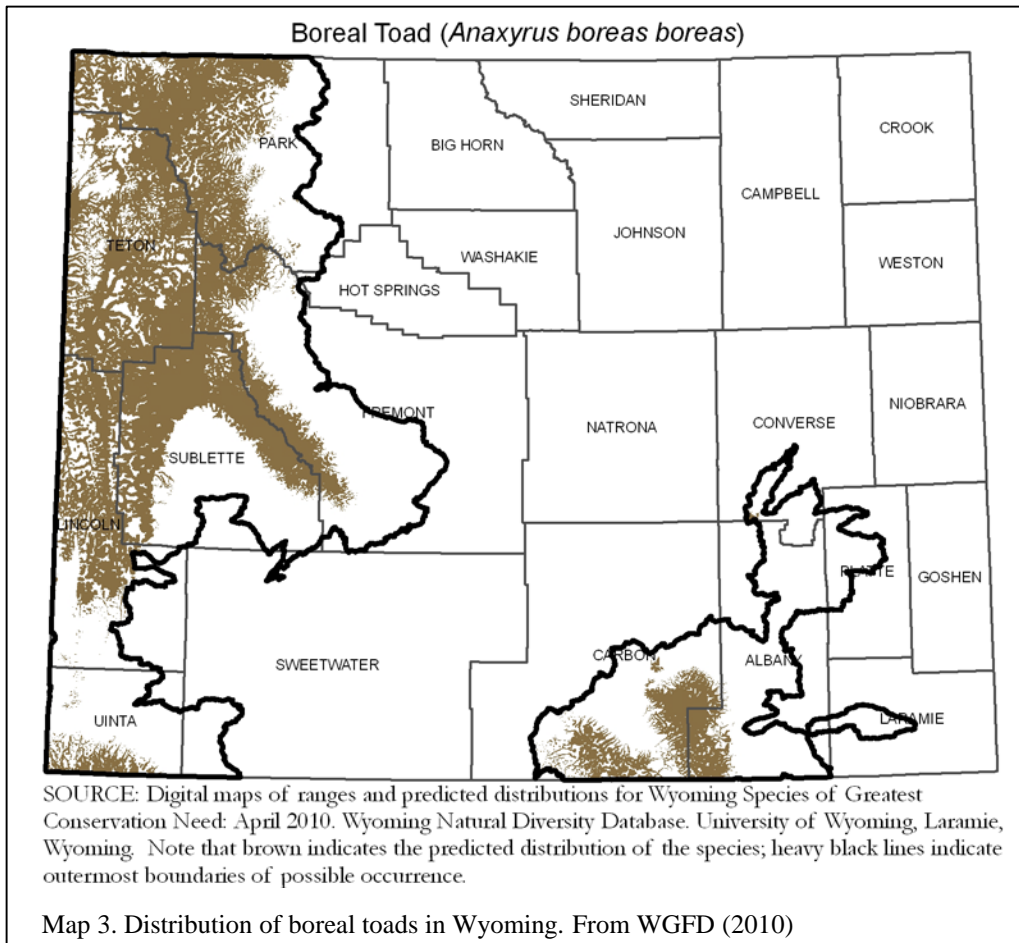 Boreal Toad (Anaxyrus boreas boreas)
SHERIDAN
CROOK
PARK
BIG HORN
CAMPBELL
JOHNSON
TETON
WASHAKIE
WESTON
HOT SPRINGS
FREMONT
NIOBRARA
NATRONA
CONVERSE
SUBLETTE
LINCOLN
PLATTE
GOSHEN
SWEETWATER
CARBON
ALBANY
UINTA
LARAMIE
SOURCE: Digital maps of ranges and predicted distributions for Wyoming Species of Greatest
Conservation Need: April 2010. Wyoming Natural Diversity Database. University of Wyoming, Laramie,
Wyoming. Note that brown indicates the predicted distribution of the species; heavy black lines indicate
outermost boundaries of possible occurrence.
Map 3. Distribution of boreal toads in Wyoming. From WGFD (2010)